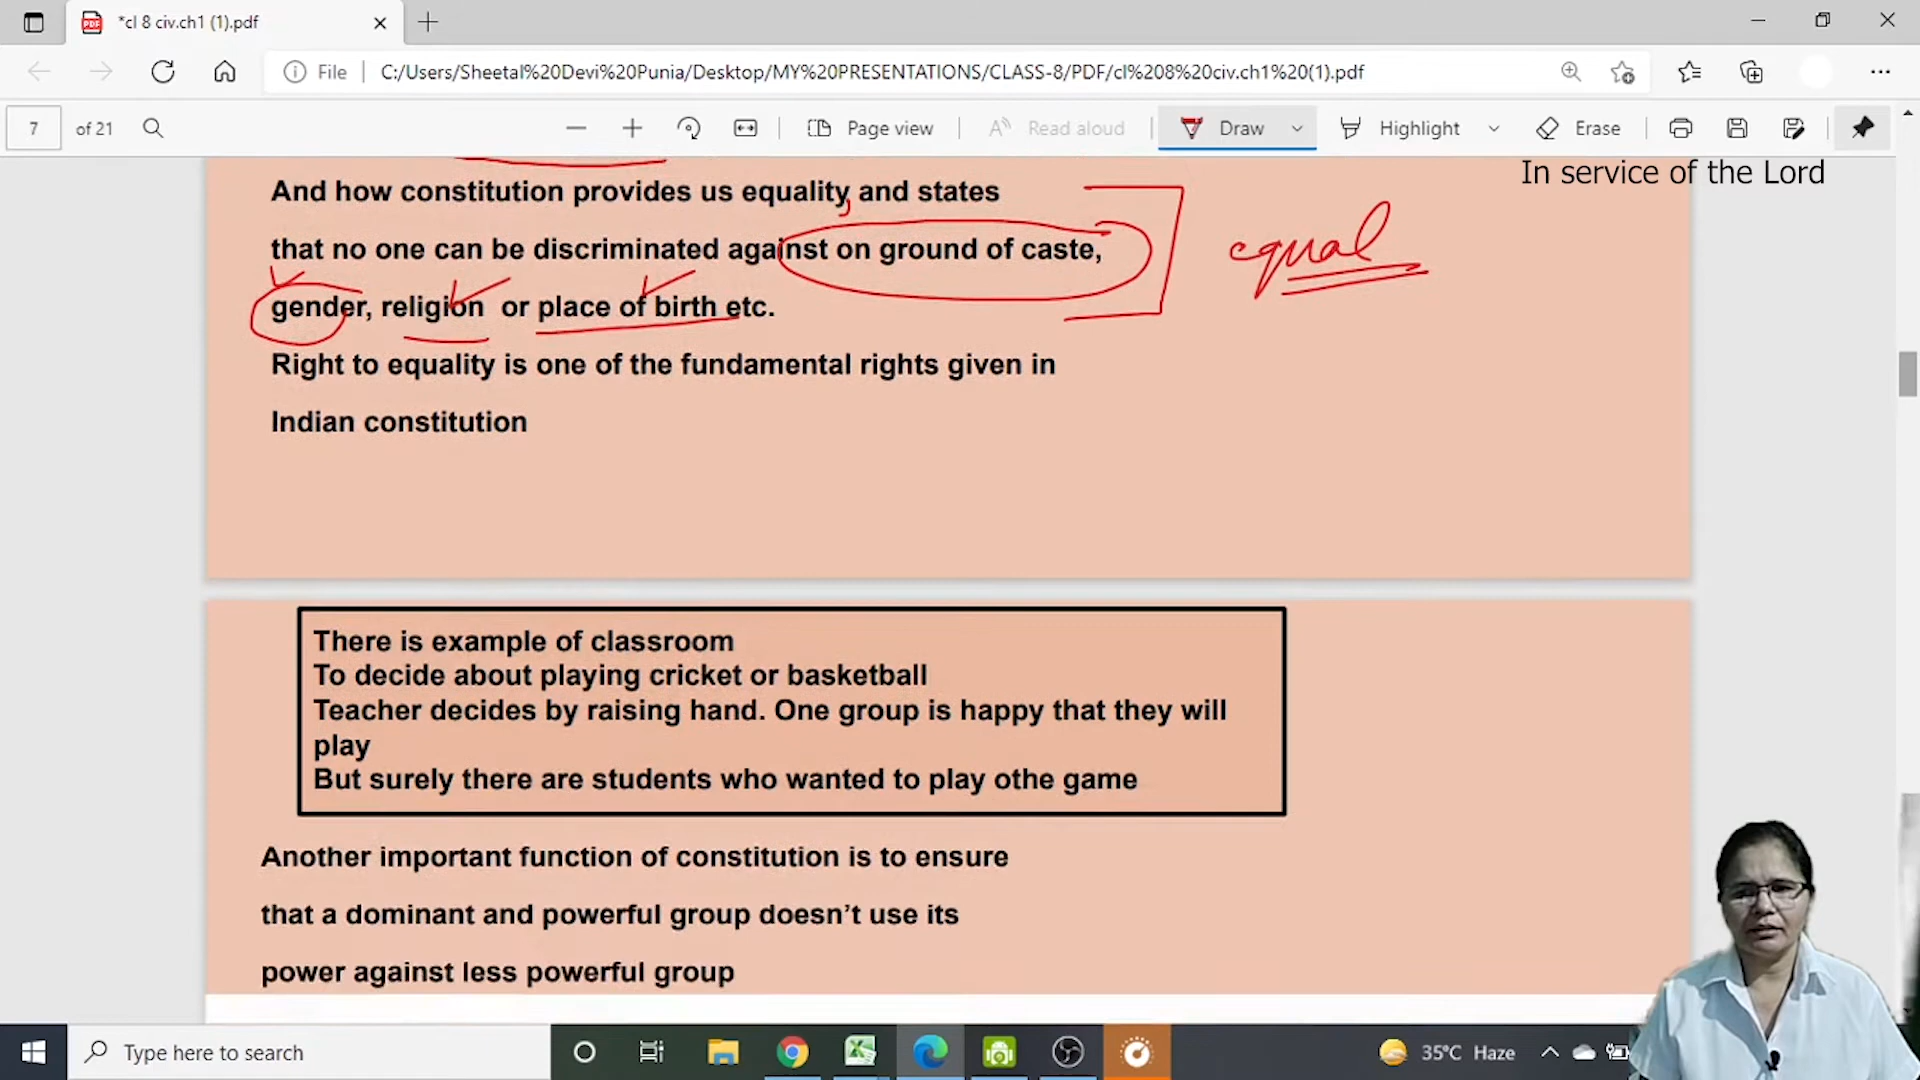 *cl 8 civ.ch1 (1).pdf
File C:/Users/Sheetal%20Devi%20Punia/Desktop/MY%20PRESENTATIONS/CLASS-8/PDF/cl%208%20civ.ch1%20(1).pdf
7 of 21 Page view Read aloud Draw Highlight Erase
In service of the Lord
And how constitution provides us equality, and states
that no one can be discriminated against on ground of caste,
equal
gender, religion or place of birth etc.
Right to equality is one of the fundamental rights given in
Indian constitution
There is example of classroom
To decide about playing cricket or basketball
Teacher decides by raising hand. One group is happy that they will
play
But surely there are students who wanted to play othe game
Another important function of constitution is to ensure
that a dominant and powerful group doesn't use its
power against less powerful group
Type here to search 35°C Haze